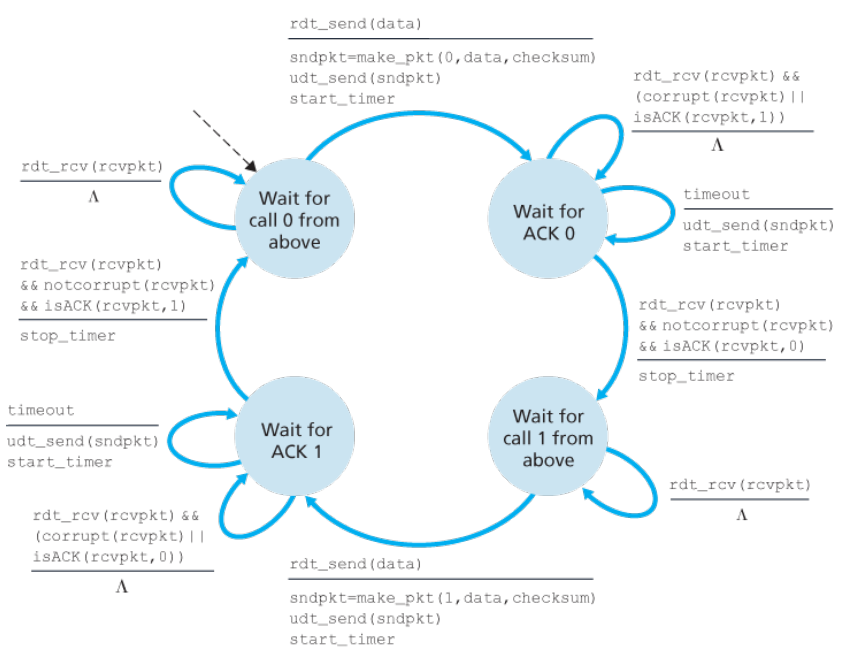 rdt_send(data)
sndpkt=make_pkt(0,data,checksum)
udt_send(sndpkt)
start_timer
rdt_rcv(rcvpkt) &&
(corrupt(rcvpkt)||
isACK(rcvpkt,1))
Λ
rdt_rcv(rcvpkt)
Λ
Wait for
call 0 from
above
Wait for
ACK 0
timeout
udt_send(sndpkt)
start_timer
rdt_rcv(rcvpkt)
&& notcorrupt(rcvpkt)
&& isACK(rcvpkt,1)
stop_timer
rdt_rcv(rcvpkt)
&& notcorrupt(rcvpkt)
&& isACK(rcvpkt,0)
stop_timer
timeout
udt_send(sndpkt)
start_timer
Wait for
ACK 1
Wait for
call 1 from
above
rdt_rcv(rcvpkt)
Λ
rdt_rcv(rcvpkt) &&
(corrupt(rcvpkt)||
isACK(rcvpkt,0))
Λ
rdt_send(data)
sndpkt=make_pkt(1,data,checksum)
udt_send(sndpkt)
start_timer